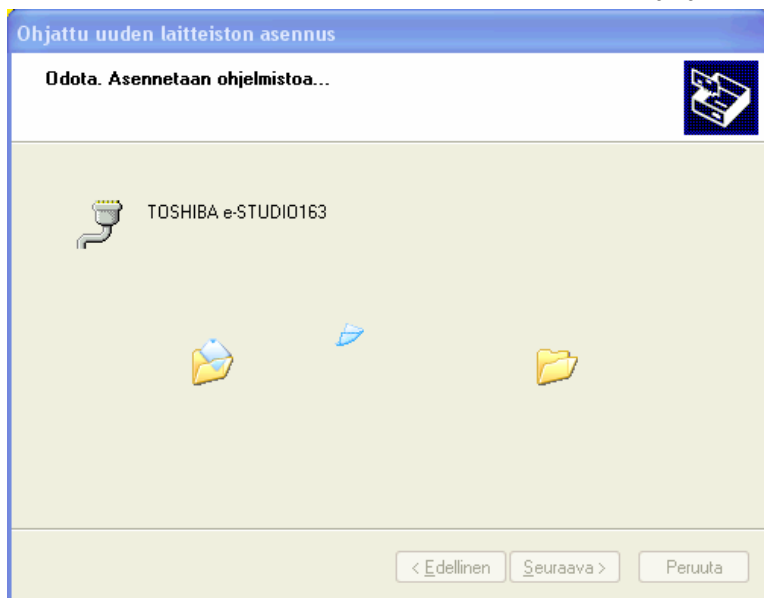 Ohjattu uuden laitteiston asennus
Odota. Asennetaan ohjelmistoa...
TOSHIBA e-STUDIO163
< Edellinen
Seuraava >
Peruuta